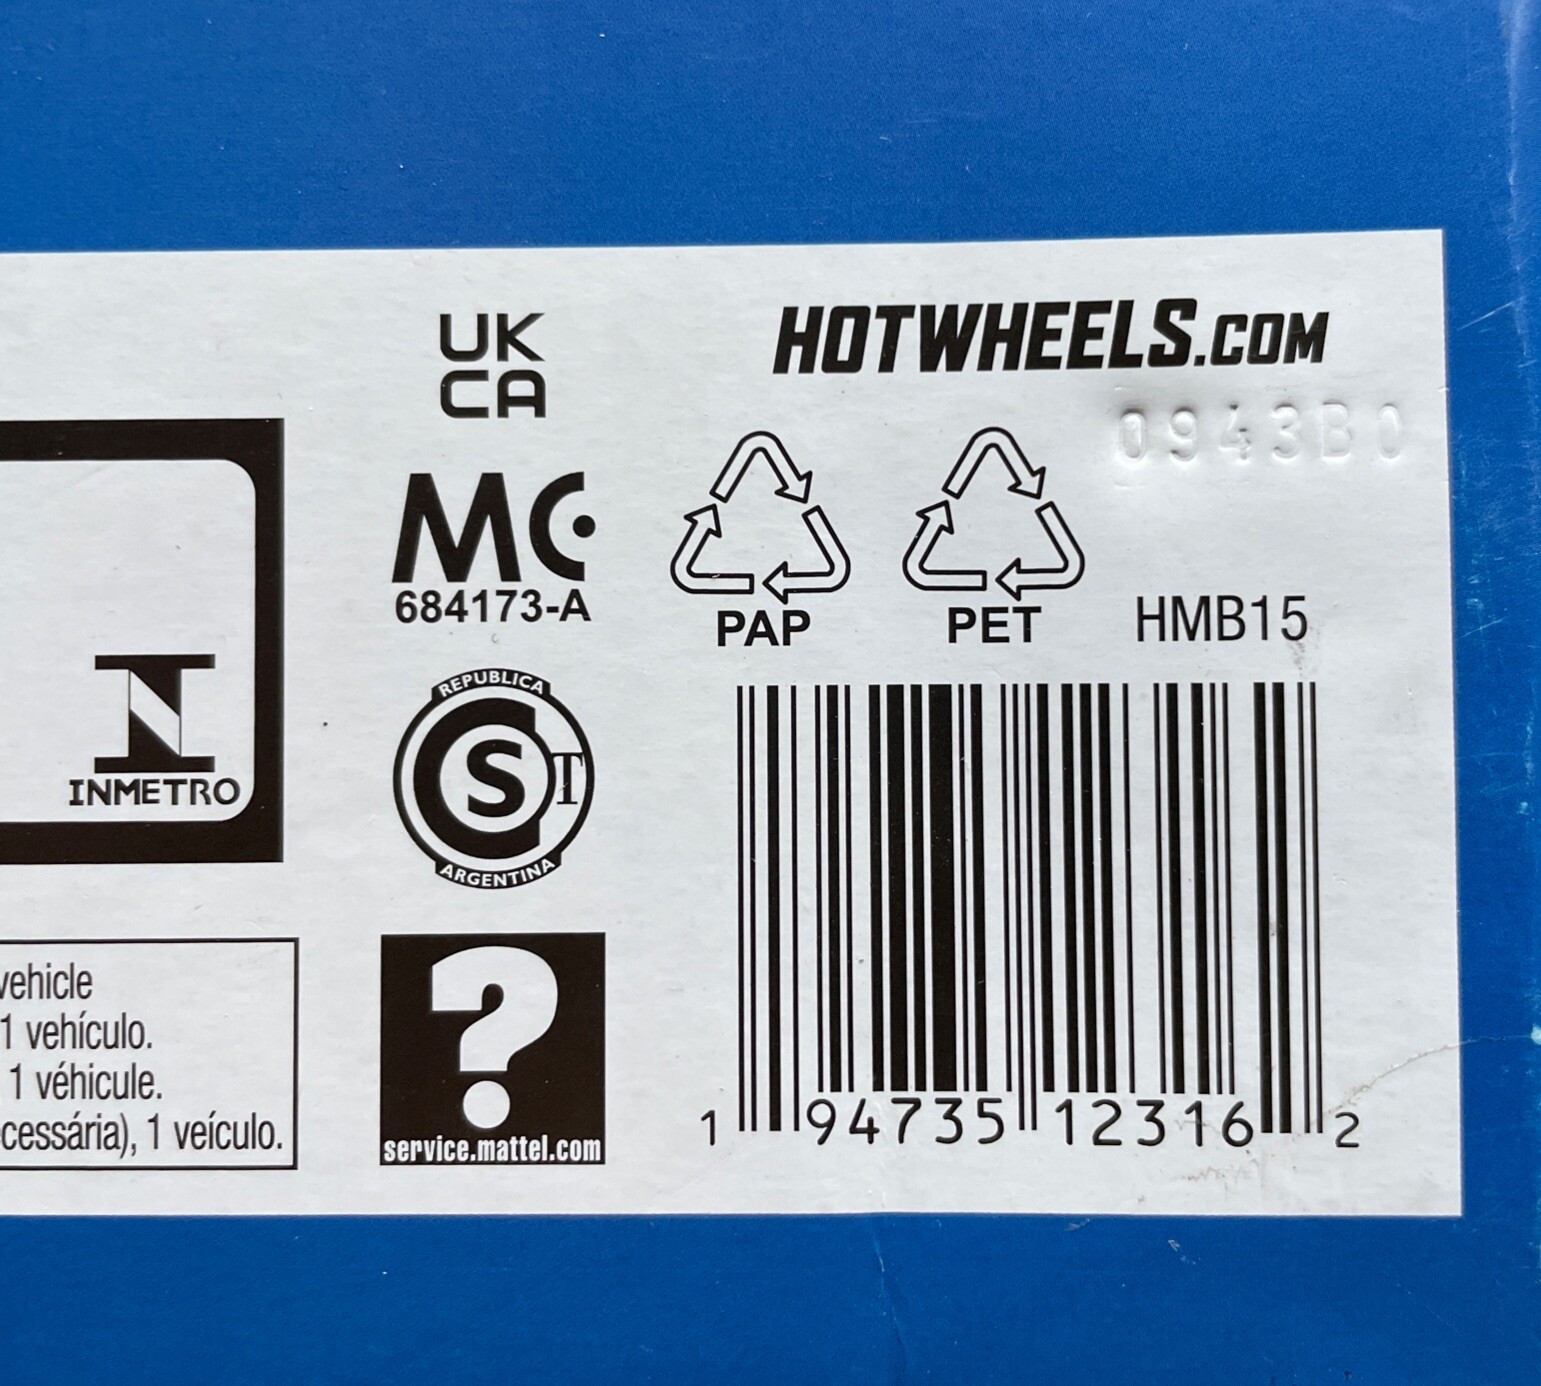 HOTWHEELS.COM
UK
CA
0943B0
MC
684173-A
PAP
PET
HMB15
REPUBLICA
S
T
ARGENTINA
INMETRO
vehicle
1 vehículo.
1 véhicule.
cessária), 1 veículo.
?
service.mattel.com
1 94735 12316 2